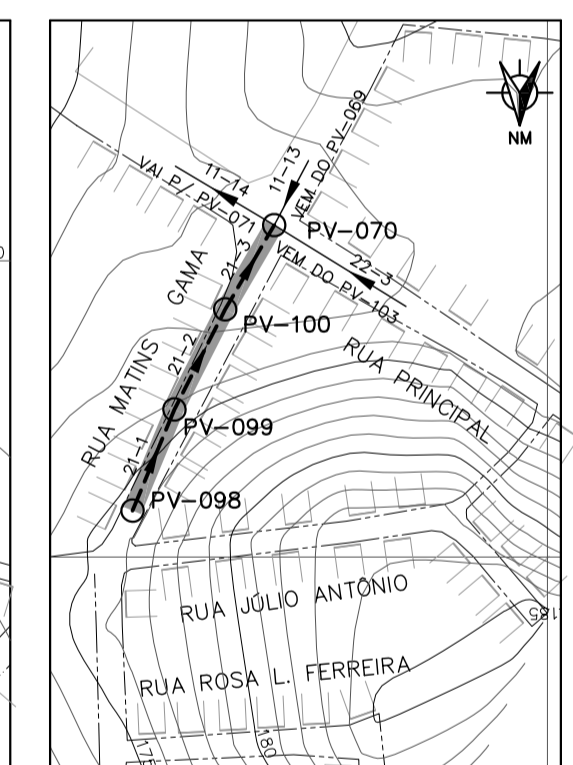 NM
VEM DO PV-069
11-13
11-14
VAI P/ PV-071
PV-070
VEM DO PV-103
22-3
21-3
GAMA
PV-100
RUA PRINCIPAL
21-2
RUA MATINS
PV-099
21-1
PV-098
185
RUA JÚLIO ANTÔNIO
RUA ROSA L. FERREIRA
175
180